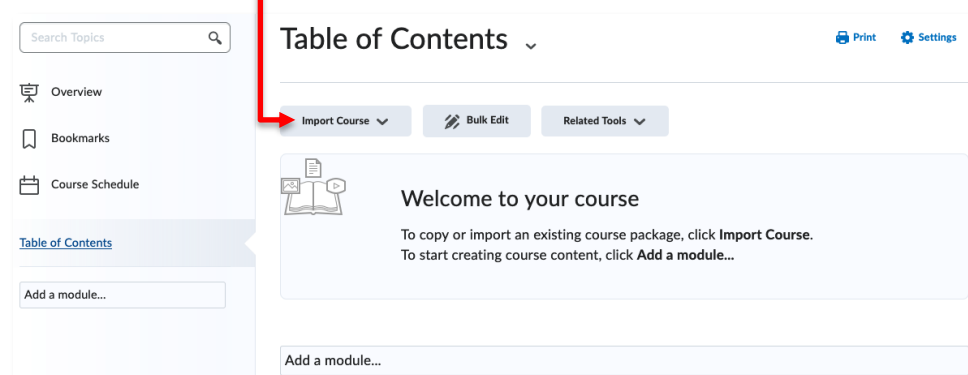 Search Topics
Overview
Bookmarks
Course Schedule
Table of Contents
Add a module...
Table of Contents
Print
Settings
Import Course
Bulk Edit
Related Tools
Welcome to your course
To copy or import an existing course package, click Import Course.
To start creating course content, click Add a module...
Add a module...